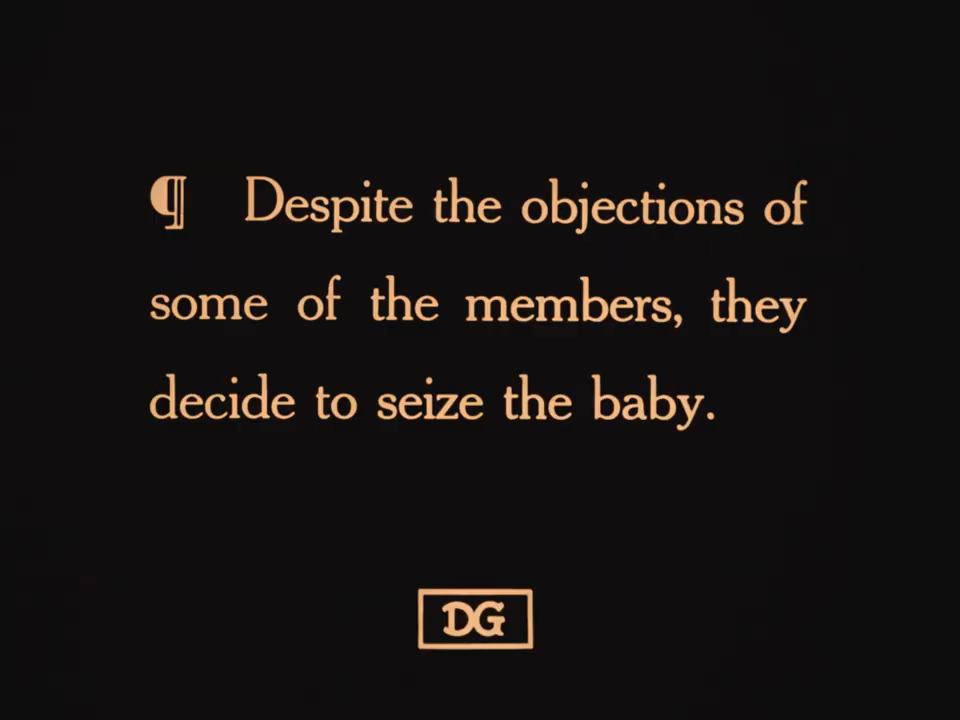 ¶ Despite the objections of
some of the members, they
decide to seize the baby.
DG